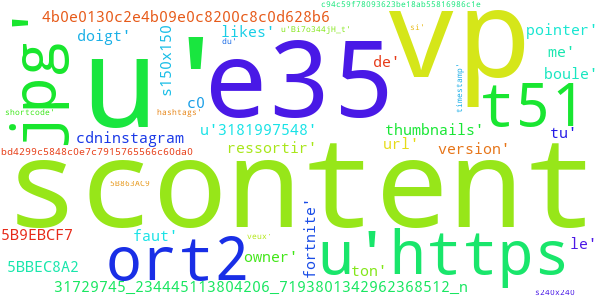 c94c59f78093623be18ab55816986c1e
4b0e0130c2e4b09e0c8200c8c0d628b6
vp
jpg'
doigt'
s150x150
likes'
u'Bi7o344jH_t'
du'
si'
pointer'
me'
boule'
u'
e35
de'
timestamp'
t51
c0
shortcode'
hashtags'
cdninstagram
u'3181997548'
thumbnails'
tu'
bd4299c5848c0e7c7915765566c60da0
ressortir'
url'
version'
scontent
5B863AC9
5B9EBCF7
faut'
veux'
fortnite'
le'
5BBEC8A2
ort2
owner'
u'https
ton'
31729745_234445113804206_7193801342962368512_n
s240x240